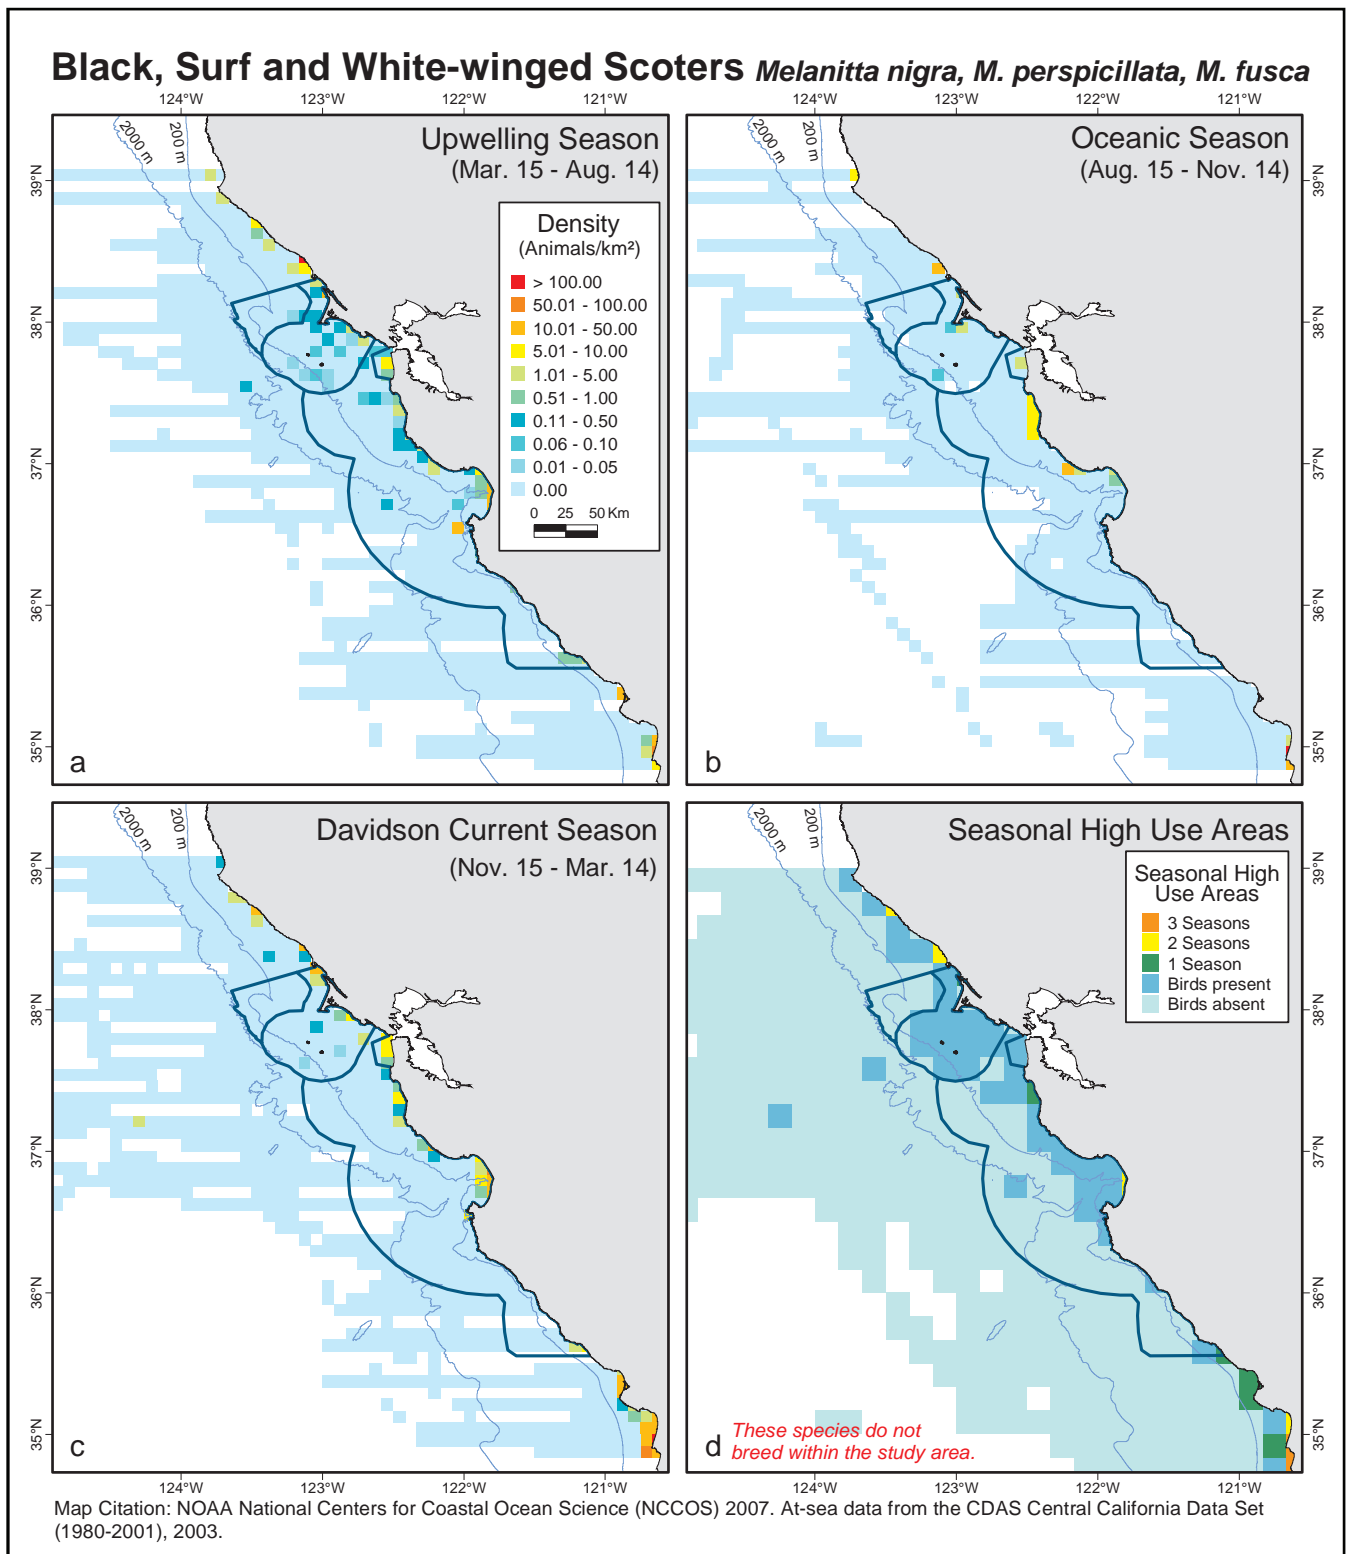 Black, Surf and White-winged Scoters Melanitta nigra, M. perspicillata, M. fusca
124°W 123°W 122°W 121°W 124°W 123°W 122°W 121°W
2000 m
200 m
Upwelling Season
(Mar. 15 - Aug. 14)
39°N
38°N
37°N
36°N
35°N
Density
(Animals/km²)
> 100.00
50.01 - 100.00
10.01 - 50.00
5.01 - 10.00
1.01 - 5.00
0.51 - 1.00
0.11 - 0.50
0.06 - 0.10
0.01 - 0.05
0.00
0 25 50 Km
a
2000 m
200 m
Oceanic Season
(Aug. 15 - Nov. 14)
39°N
38°N
37°N
36°N
35°N
b
2000 m
200 m
Davidson Current Season
(Nov. 15 - Mar. 14)
39°N
38°N
37°N
36°N
35°N
c
2000 m
200 m
Seasonal High Use Areas
Seasonal High
Use Areas
3 Seasons
2 Seasons
1 Season
Birds present
Birds absent
39°N
38°N
37°N
36°N
35°N
d
These species do not
breed within the study area.
124°W 123°W 122°W 121°W 124°W 123°W 122°W 121°W
Map Citation: NOAA National Centers for Coastal Ocean Science (NCCOS) 2007. At-sea data from the CDAS Central California Data Set
(1980-2001), 2003.